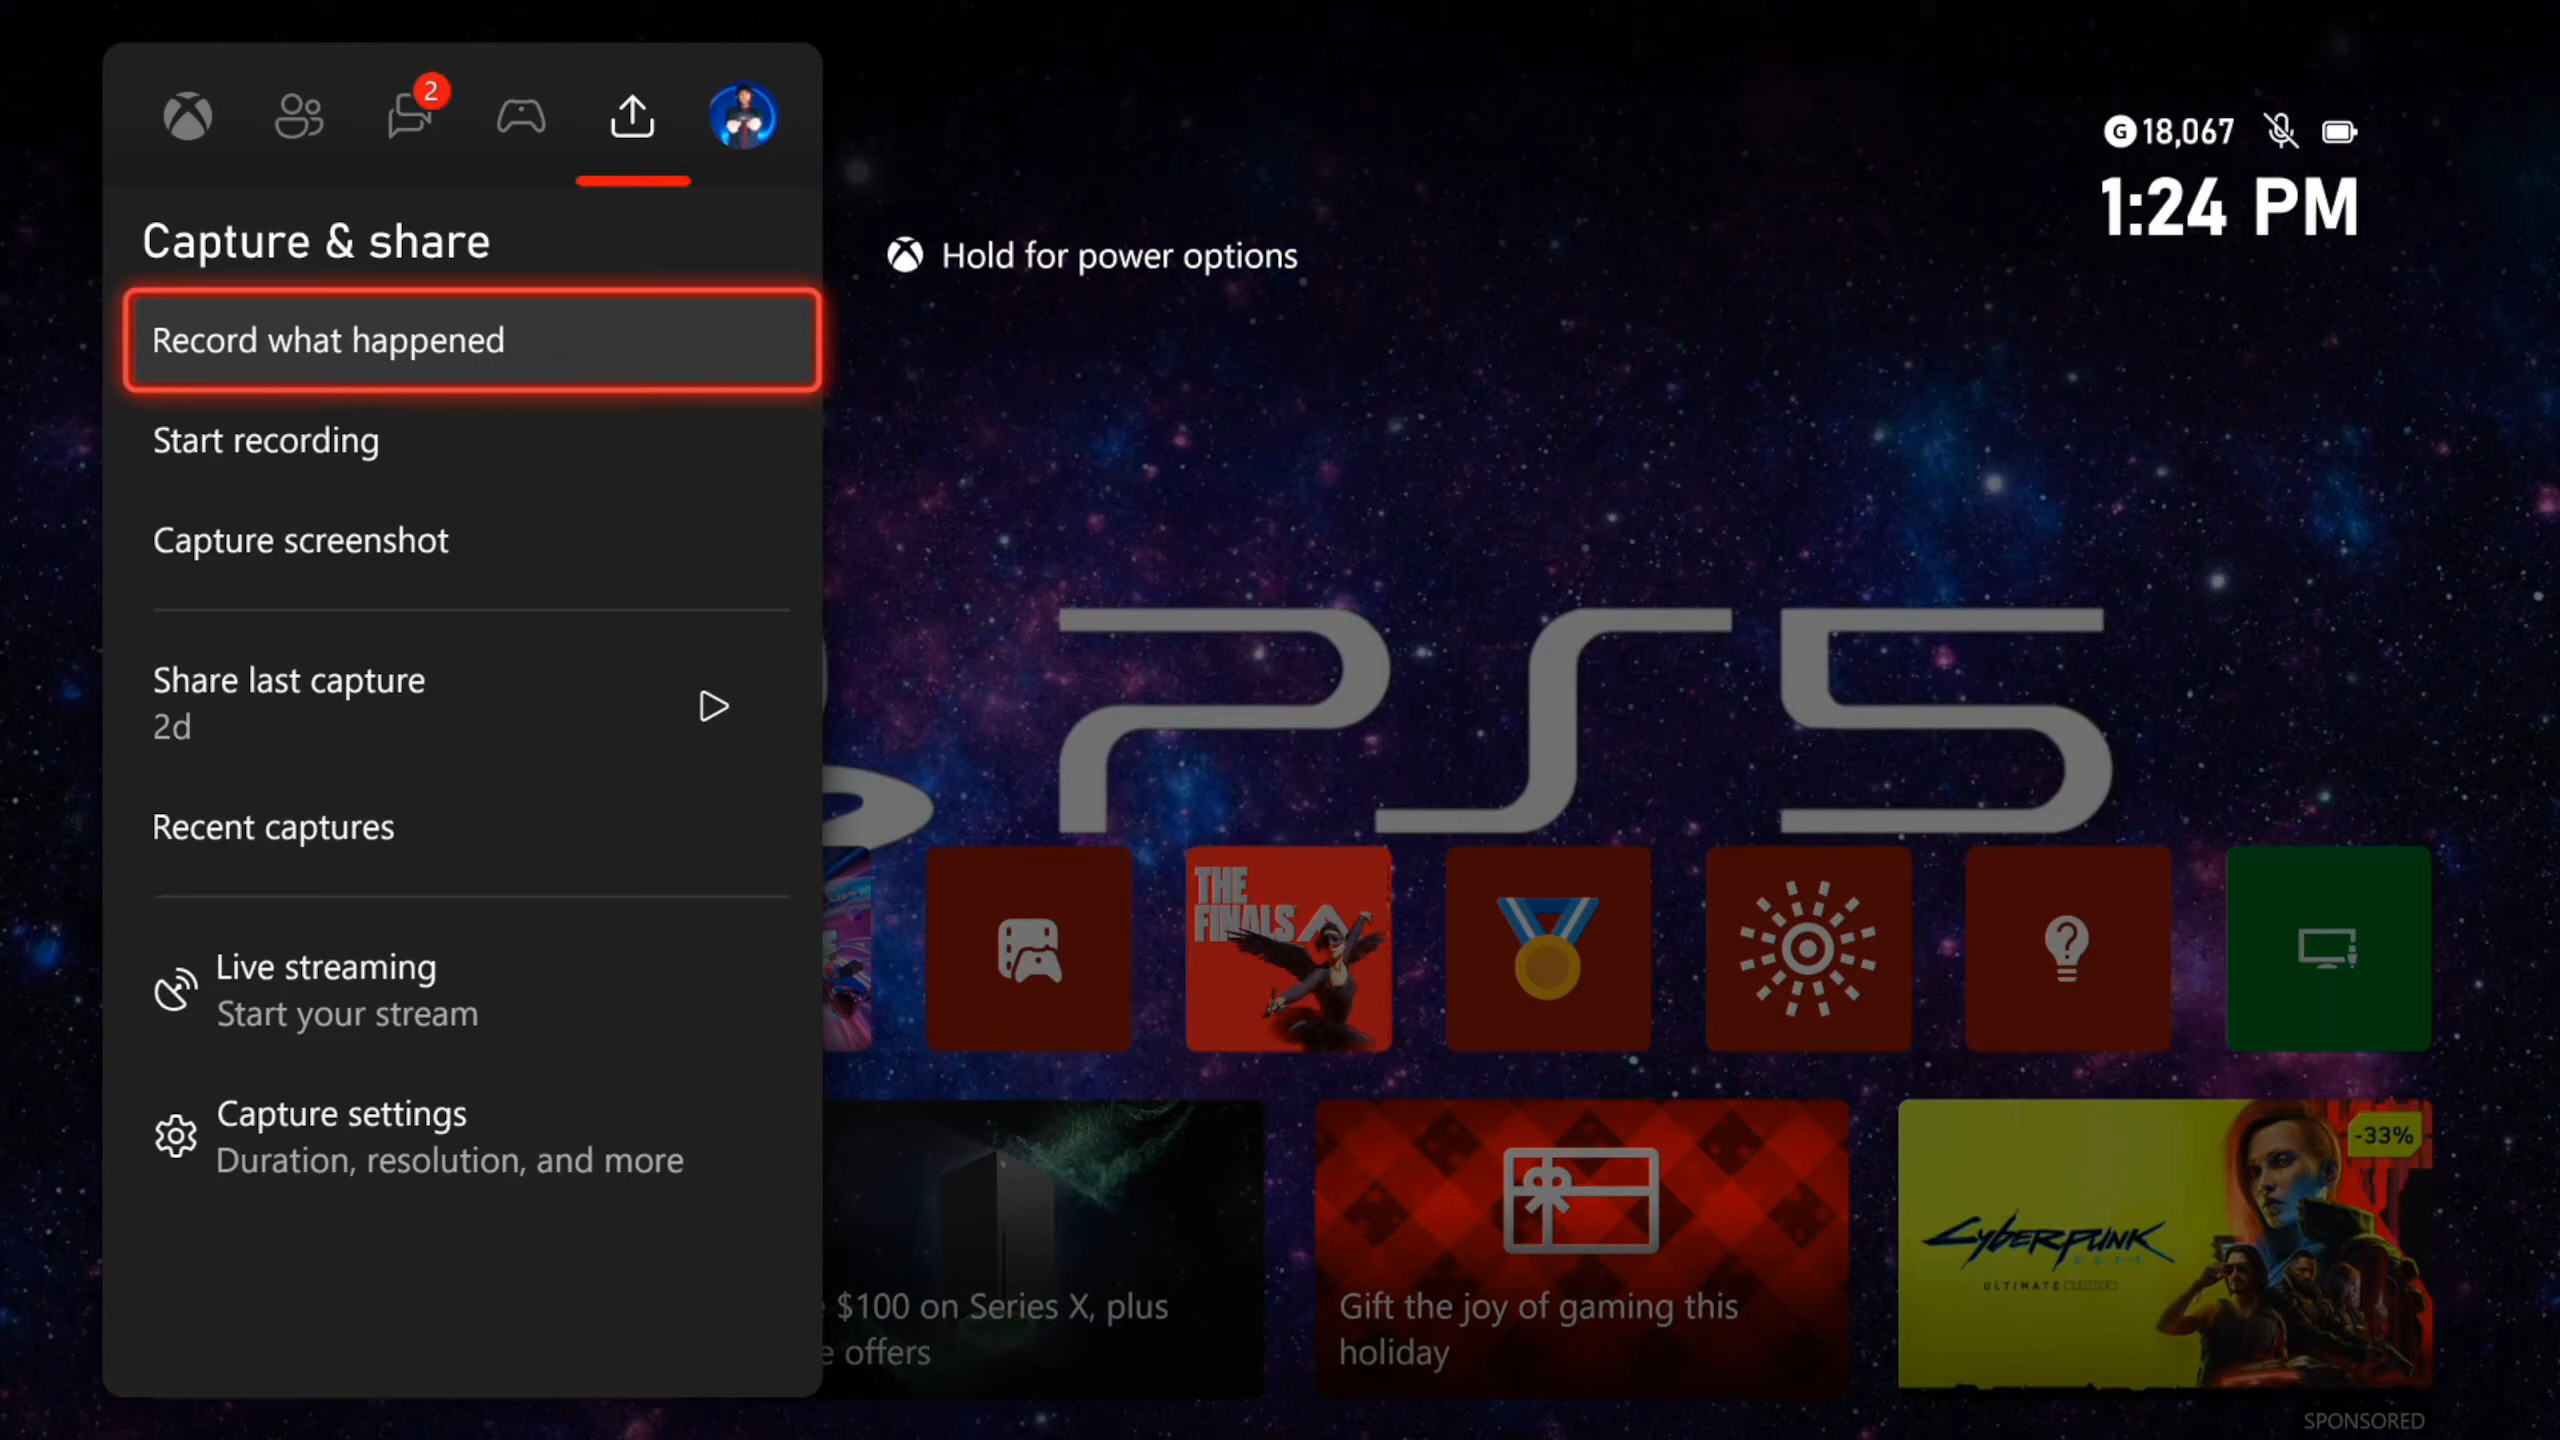 2
G 18,067
1:24 PM
Capture & share
Hold for power options
Record what happened
Start recording
Capture screenshot
Share last capture
2d
Recent captures
Live streaming
Start your stream
Capture settings
Duration, resolution, and more
PS5
THE
FINALS
-33%
CYBERPUNK
ULTIMATE
$100 on Series X, plus
offers
Gift the joy of gaming this
holiday
SPONSORED